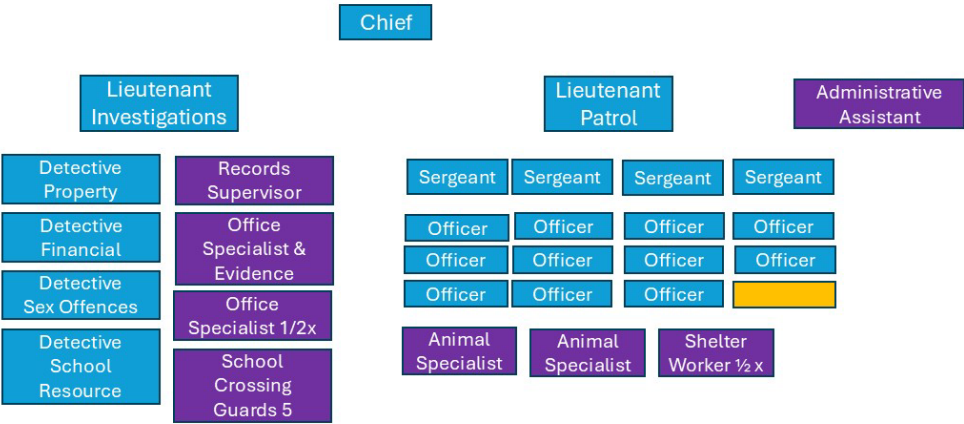 Chief
Lieutenant
Investigations
Lieutenant
Patrol
Administrative
Assistant
Detective
Property
Records
Supervisor
Detective
Financial
Office
Specialist &
Evidence
Detective
Sex Offences
Office
Specialist 1/2x
Detective
School
Resource
School
Crossing
Guards 5
Sergeant
Sergeant
Sergeant
Sergeant
Officer
Officer
Officer
Officer
Officer
Officer
Officer
Officer
Officer
Officer
Officer
Animal
Specialist
Animal
Specialist
Shelter
Worker ½ x